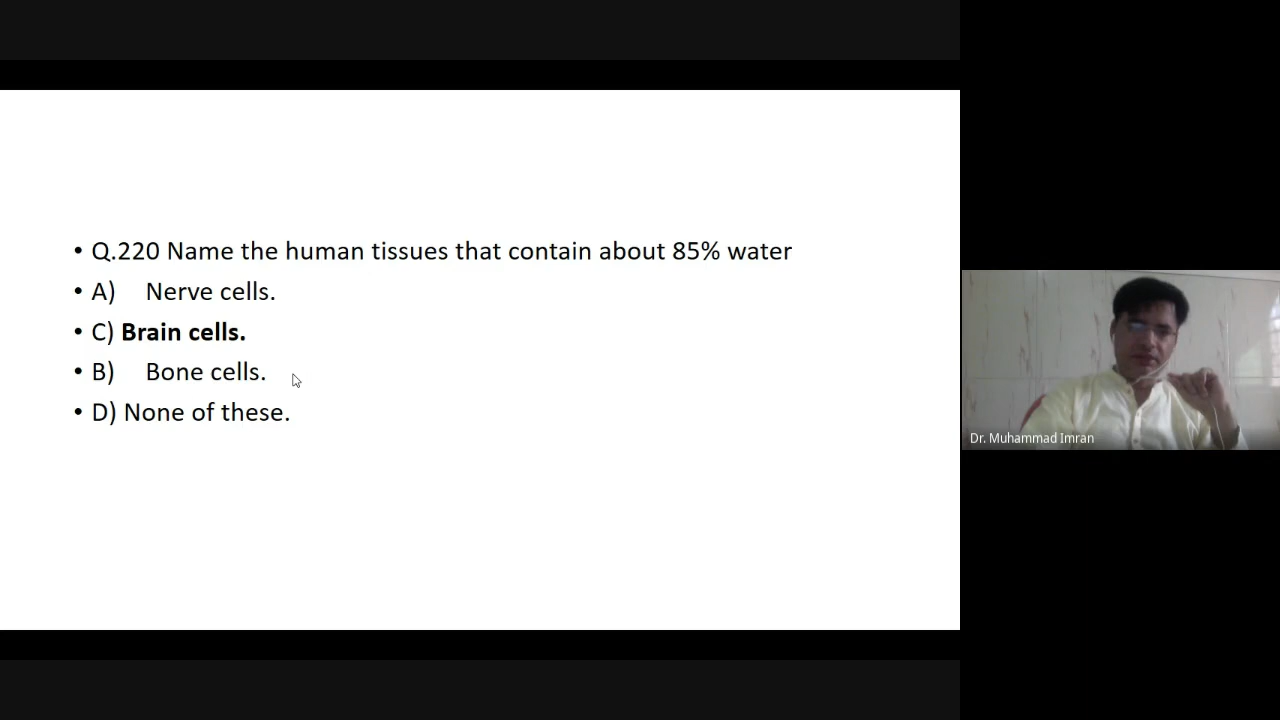 • Q.220 Name the human tissues that contain about 85% water
• A) Nerve cells.
• C) Brain cells.
• B) Bone cells.
• D) None of these.
Dr. Muhammad Imran